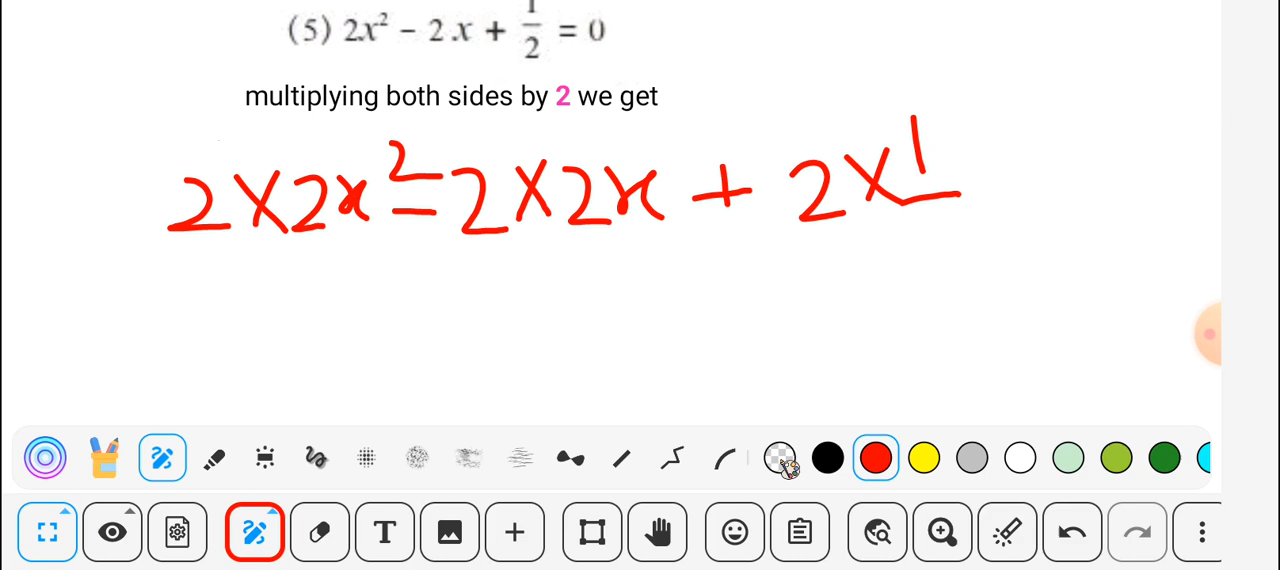 (5) 2x² − 2x + 1/2 = 0
multiplying both sides by 2 we get
2×2x²−2×2x + 2×1
T